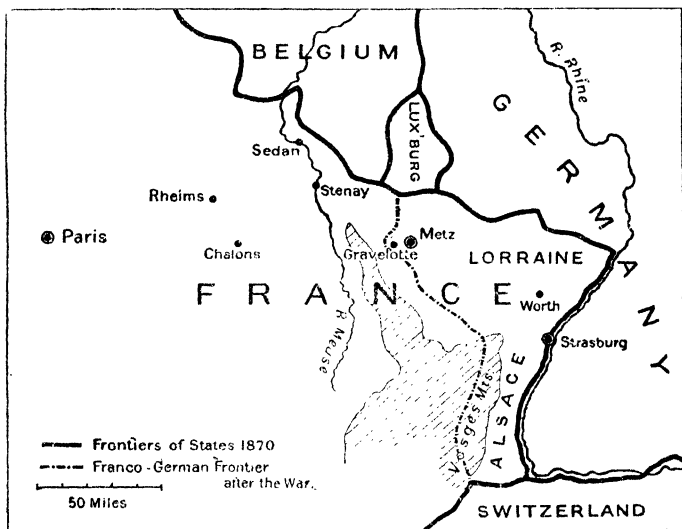 BELGIUM
R. Rhine
GERMANY
LUX'BURG
Sedan
Stenay
Rheims
Paris
Metz
Chalons
Gravelotte
LORRAINE
FRANCE
Worth
R. Meuse
Strasburg
Vosges Mts.
ALSACE
Frontiers of States 1870
Franco-German Frontier
after the War.
50 Miles
SWITZERLAND